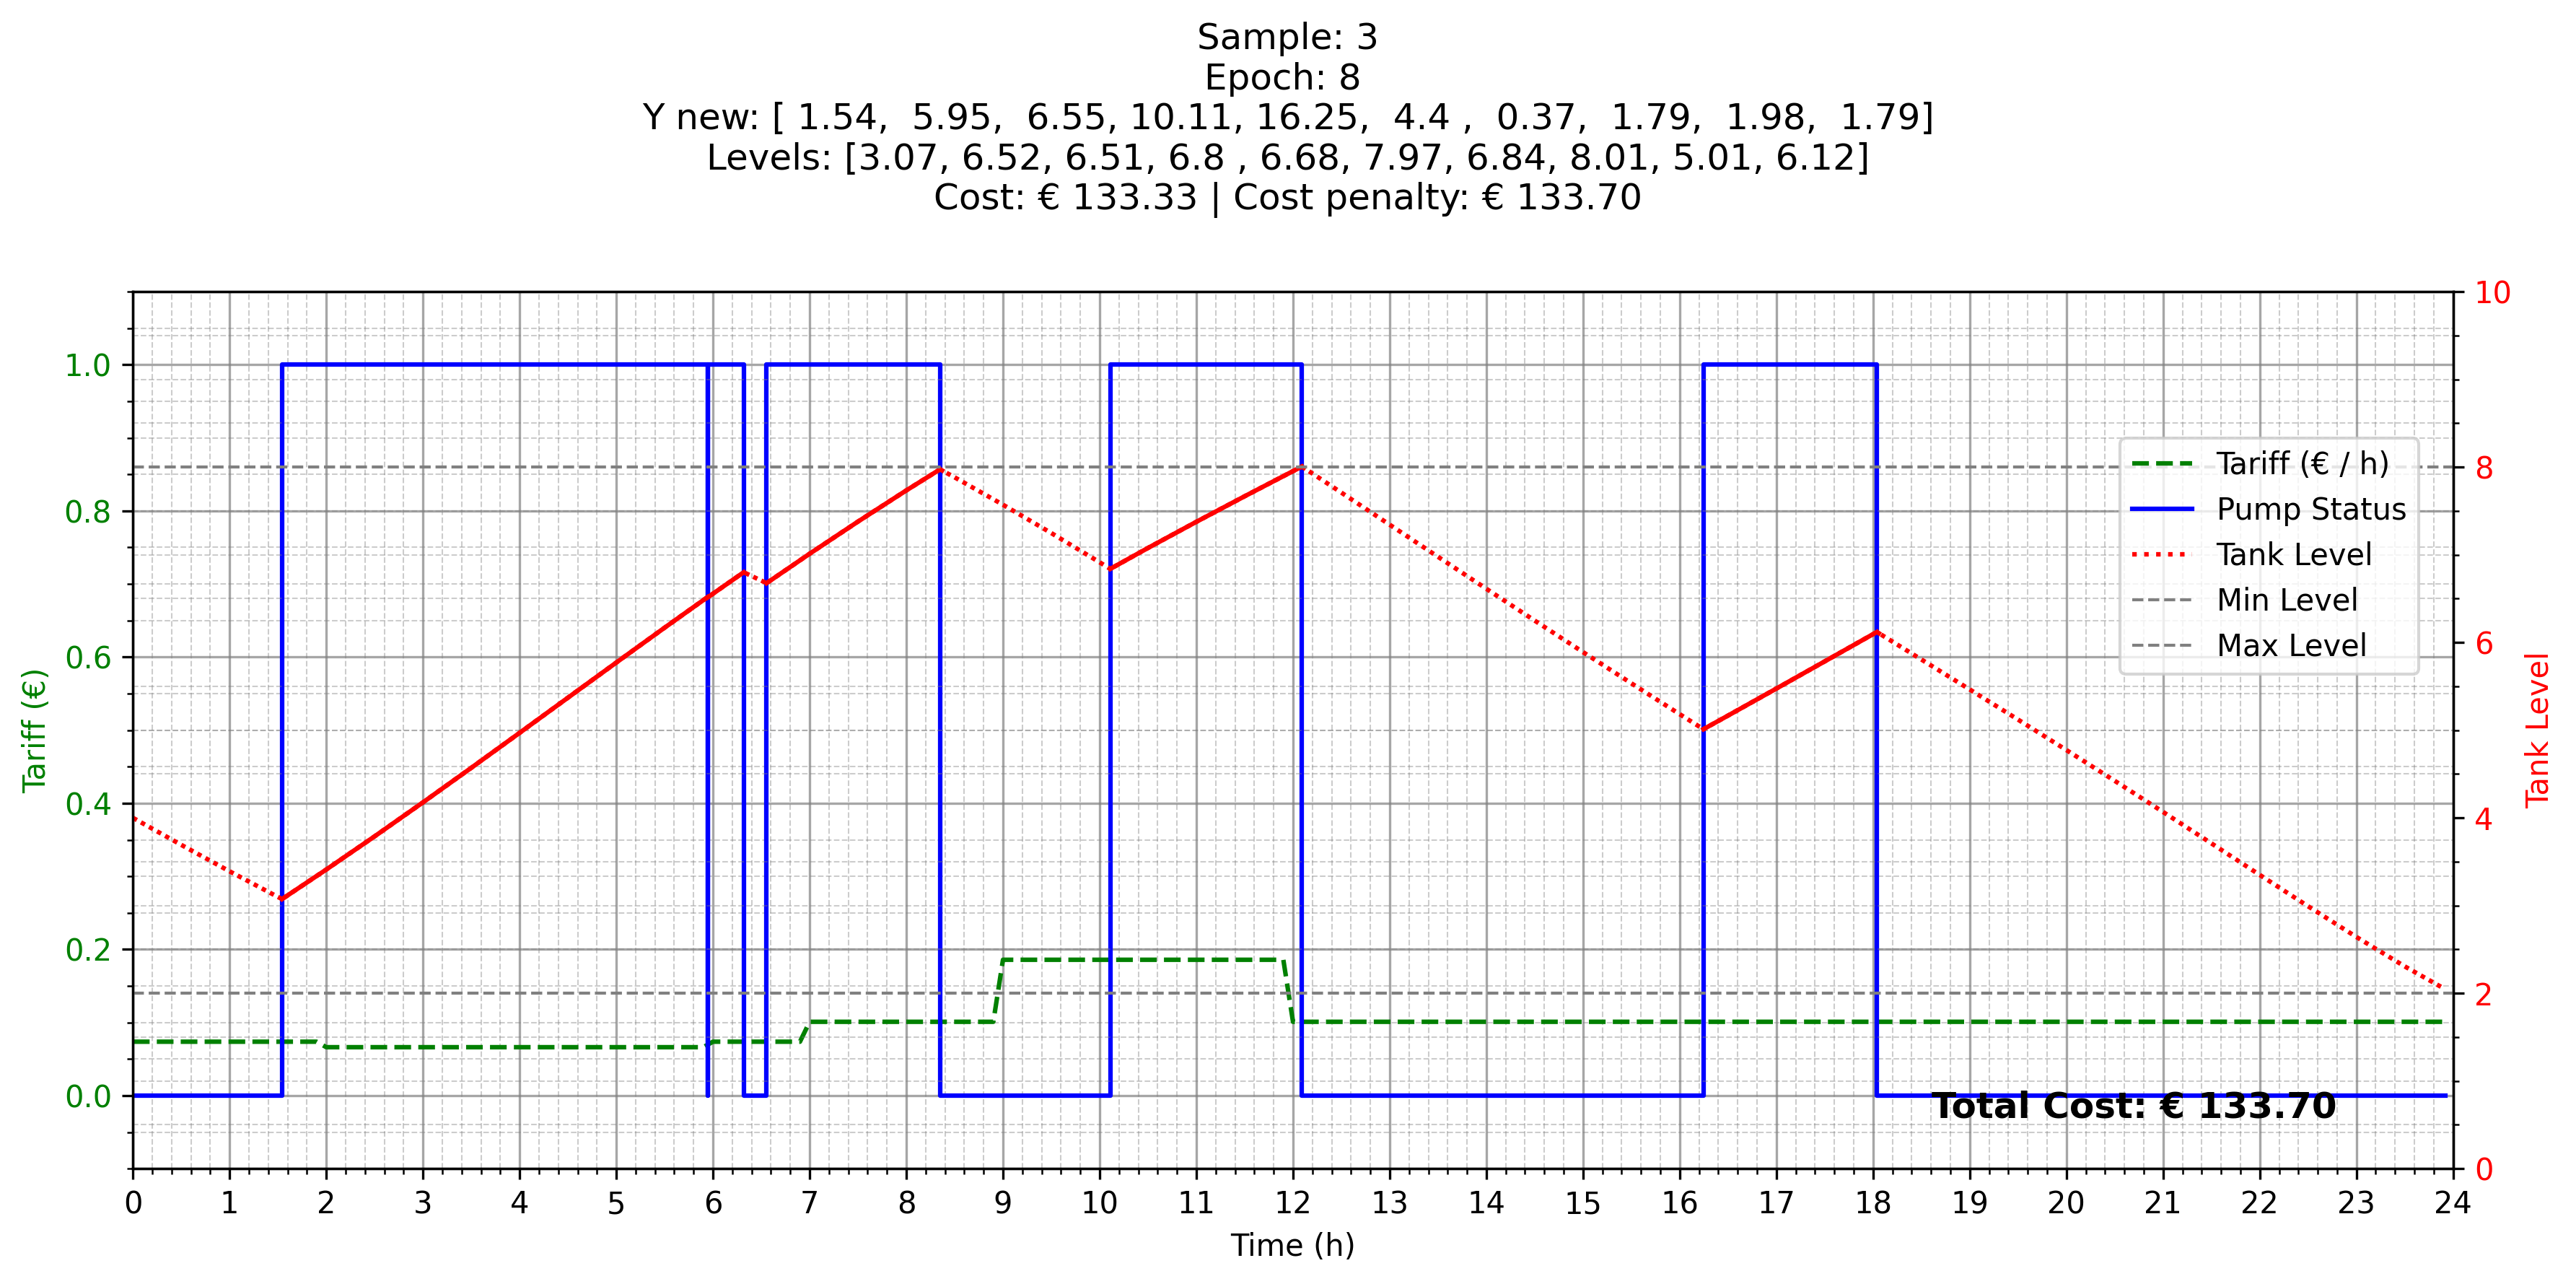 Sample: 3
Epoch: 8
Y new: [ 1.54,  5.95,  6.55, 10.11, 16.25,  4.4 ,  0.37,  1.79,  1.98,  1.79]
Levels: [3.07, 6.52, 6.51, 6.8 , 6.68, 7.97, 6.84, 8.01, 5.01, 6.12]
Cost: € 133.33 | Cost penalty: € 133.70
1.0
0.8
0.6
0.4
0.2
0.0
Tariff (€)
10
8
6
4
2
0
Tank Level
Tariff (€ / h)
Pump Status
Tank Level
Min Level
Max Level
Total Cost: € 133.70
0 1 2 3 4 5 6 7 8 9 10 11 12 13 14 15 16 17 18 19 20 21 22 23 24
Time (h)